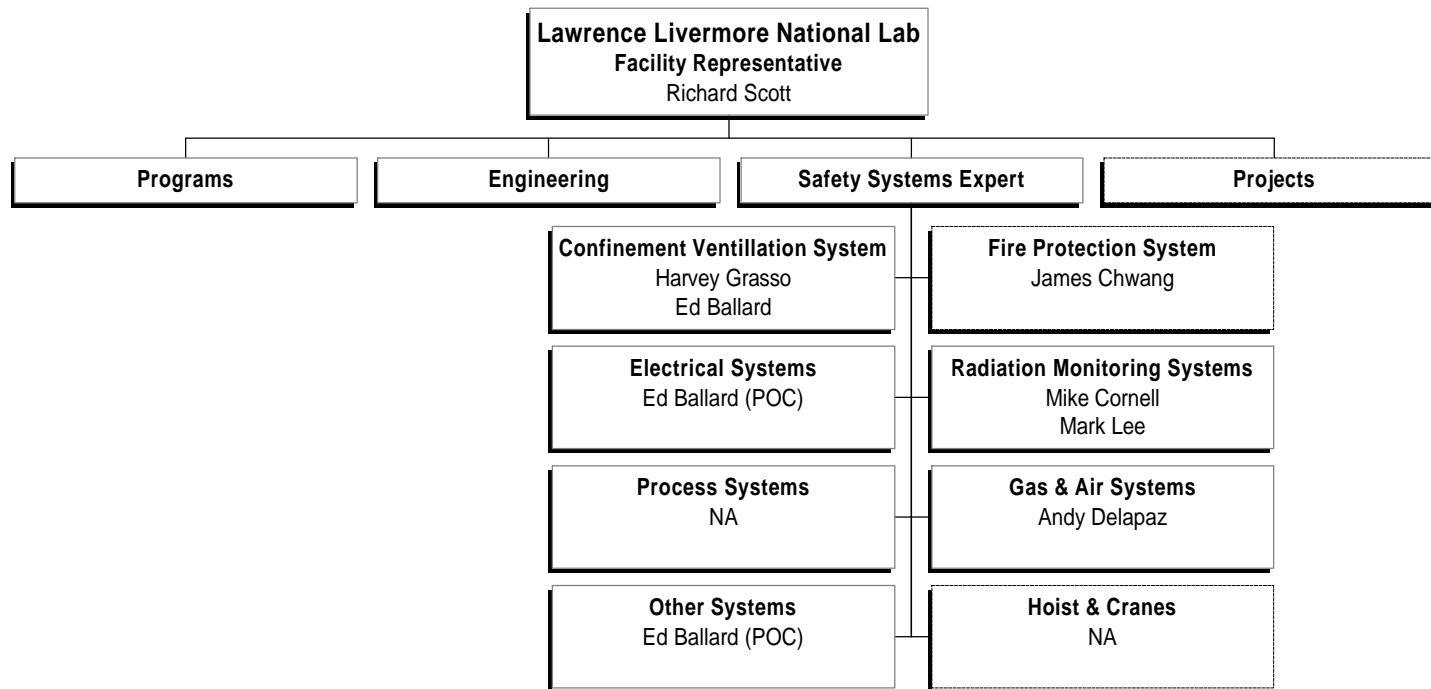 Lawrence Livermore National Lab
Facility Representative
Richard Scott
Programs
Engineering
Safety Systems Expert
Projects
Confinement Ventillation System
Harvey Grasso
Ed Ballard
Fire Protection System
James Chwang
Electrical Systems
Ed Ballard (POC)
Radiation Monitoring Systems
Mike Cornell
Mark Lee
Process Systems
NA
Gas & Air Systems
Andy Delapaz
Other Systems
Ed Ballard (POC)
Hoist & Cranes
NA